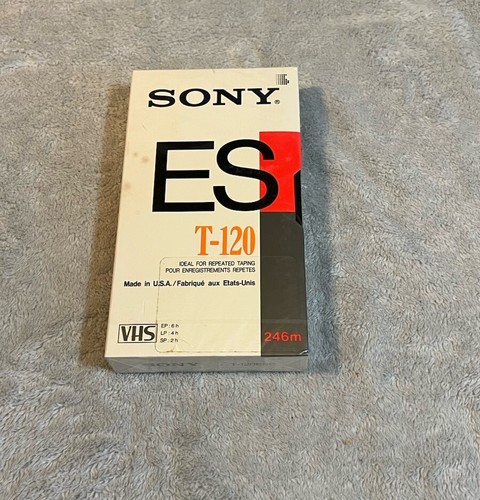 SONY®
ES
T-120
IDEAL FOR REPEATED TAPING
POUR ENREGISTREMENTS REPETES
Made in U.S.A./Fabriqué aux Etats-Unis
VHS
EP: 6 h
LP: 4 h
SP: 2 h
246m
SONY